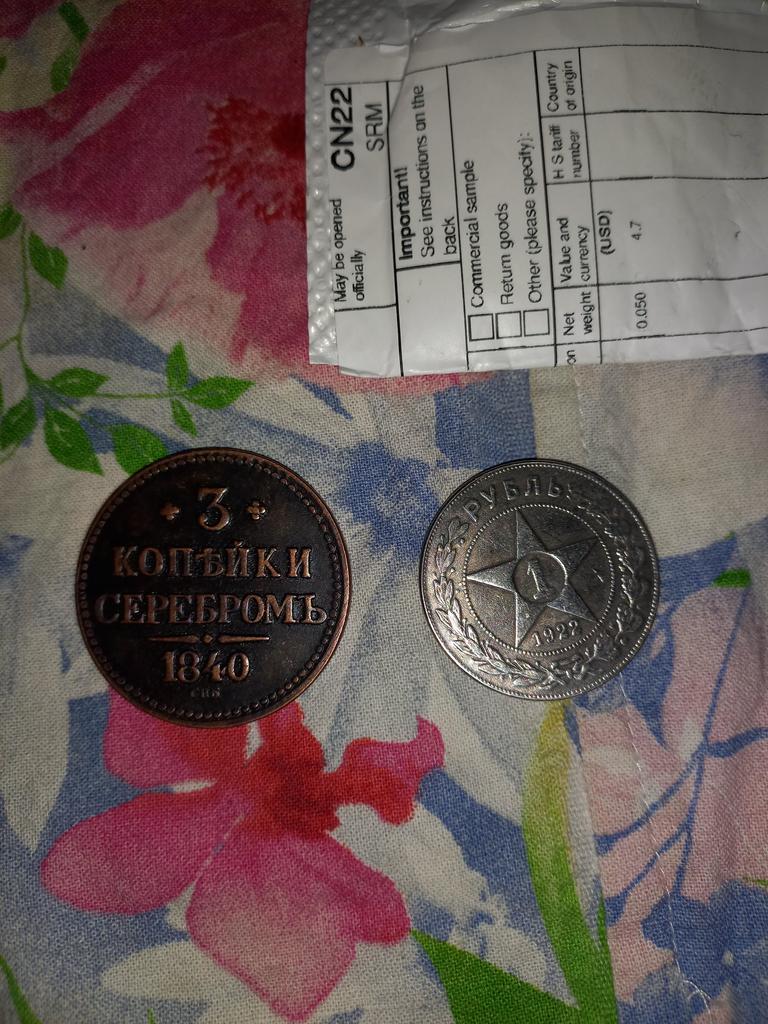 May be opened
officially
CN22
SRM
Important!
See instructions on the
back
Commercial sample
Return goods
Other (please specify):
on
Net
weight
Value and
currency
(USD)
H S tariff
number
Country
of origin
0.050
4.7
3
КОПѢЙКИ
СЕРЕБРОМЪ
1840
СПМ
РУБЛЬ
1
1922